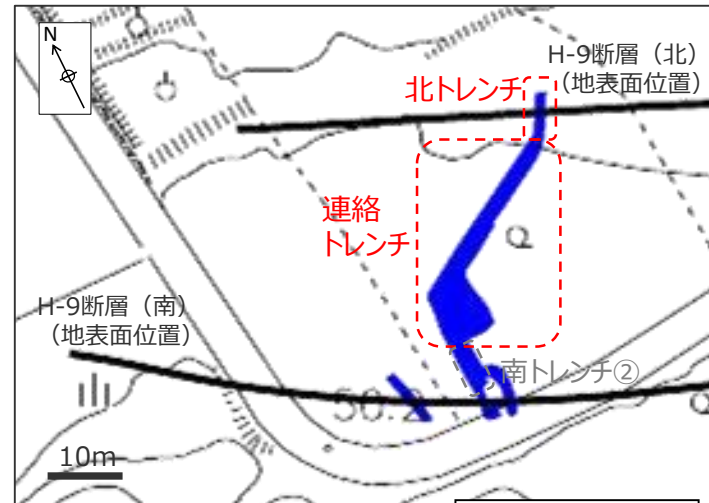 N
H-9断層（北）
（地表面位置）
北トレンチ
連絡
トレンチ
H-9断層（南）
（地表面位置）
南トレンチ②
50.2
10m